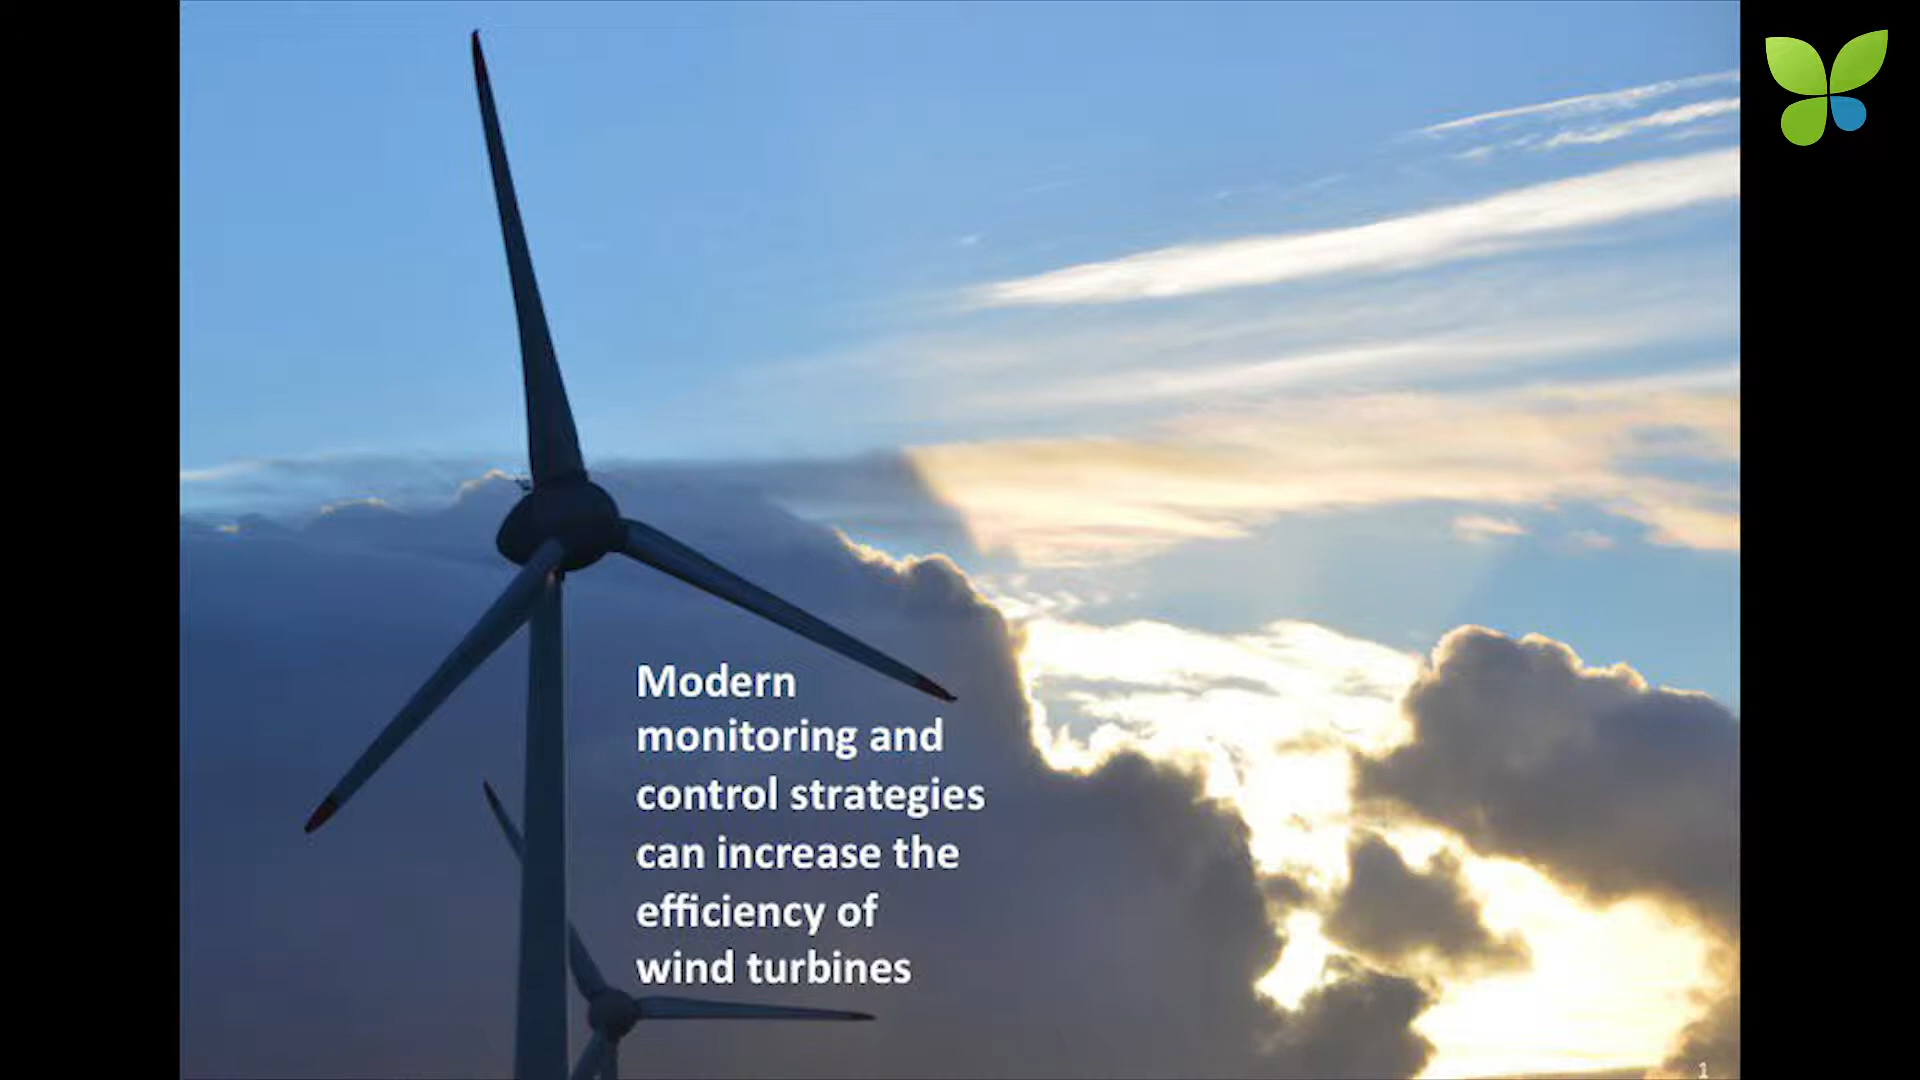 Modern
monitoring and
control strategies
can increase the
efficiency of
wind turbines
1